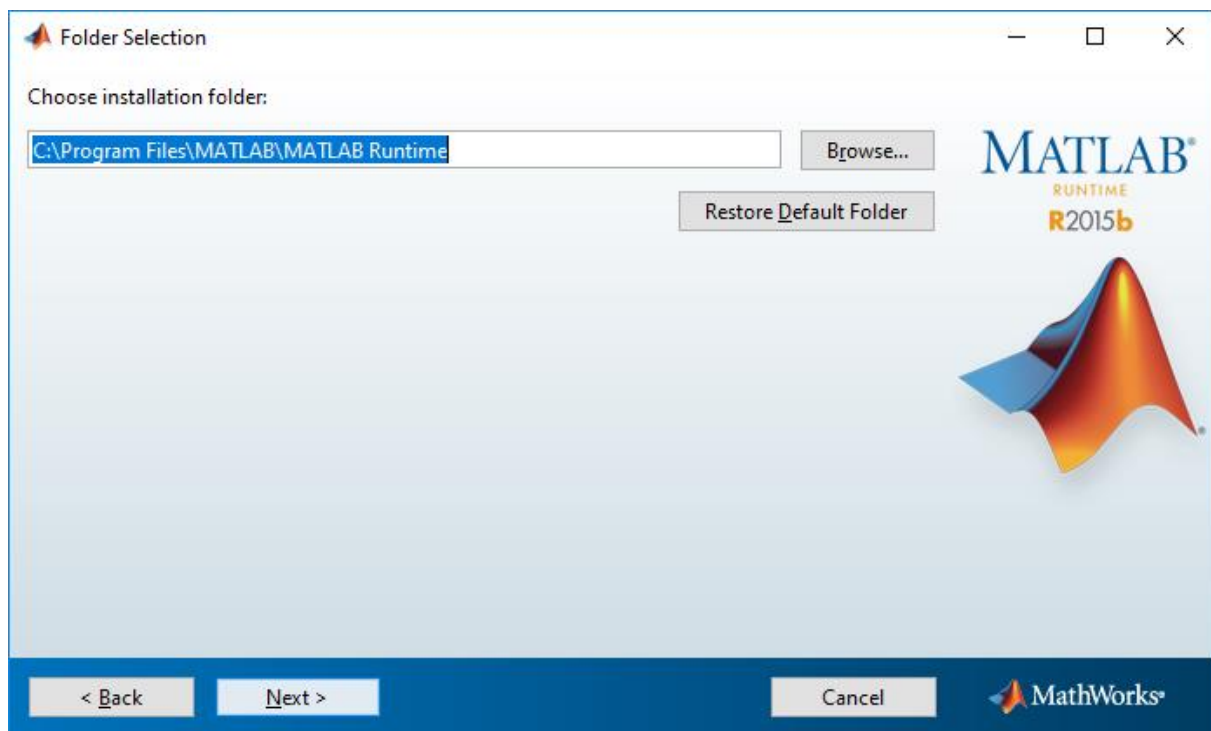 Folder Selection
Choose installation folder:
C:\Program Files\MATLAB\MATLAB Runtime
Browse...
Restore Default Folder
MATLAB®
RUNTIME
R2015b
< Back
Next >
Cancel
MathWorks®